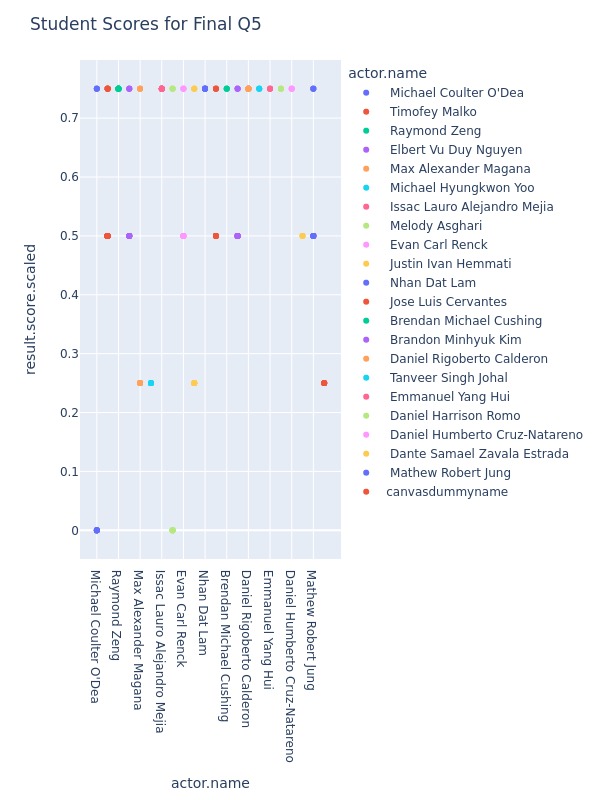 Student Scores for Final Q5
actor.name
Michael Coulter O'Dea
Timofey Malko
Raymond Zeng
Elbert Vu Duy Nguyen
Max Alexander Magana
Michael Hyungkwon Yoo
Issac Lauro Alejandro Mejia
Melody Asghari
Evan Carl Renck
Justin Ivan Hemmati
Nhan Dat Lam
Jose Luis Cervantes
Brendan Michael Cushing
Brandon Minhyuk Kim
Daniel Rigoberto Calderon
Tanveer Singh Johal
Emmanuel Yang Hui
Daniel Harrison Romo
Daniel Humberto Cruz-Natareno
Dante Samael Zavala Estrada
Mathew Robert Jung
canvasdummyname
result.score.scaled
0.7
0.6
0.5
0.4
0.3
0.2
0.1
0
Michael Coulter O'Dea
Raymond Zeng
Max Alexander Magana
Issac Lauro Alejandro Mejia
Evan Carl Renck
Nhan Dat Lam
Brendan Michael Cushing
Daniel Rigoberto Calderon
Emmanuel Yang Hui
Daniel Humberto Cruz-Natareno
Mathew Robert Jung
actor.name